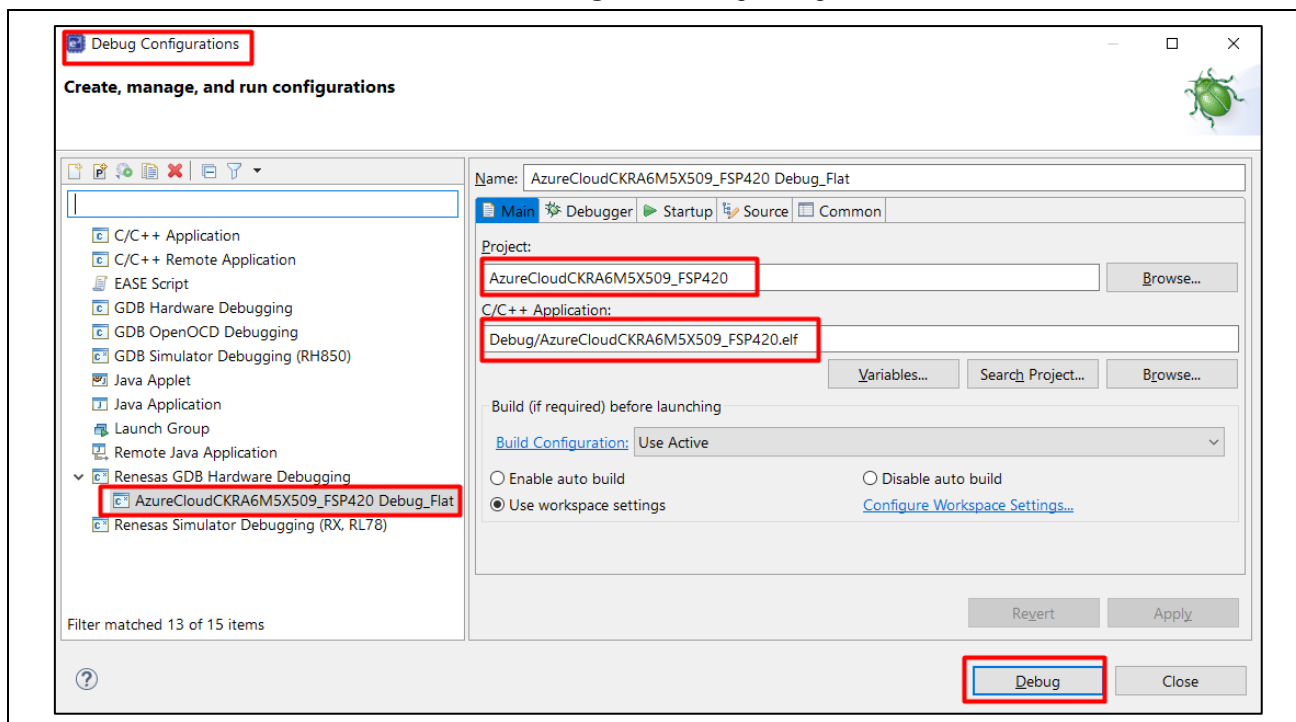 Debug Configurations
Create, manage, and run configurations
C/C++ Application
C/C++ Remote Application
EASE Script
GDB Hardware Debugging
GDB OpenOCD Debugging
GDB Simulator Debugging (RH850)
Java Applet
Java Application
Launch Group
Remote Java Application
Renesas GDB Hardware Debugging
AzureCloudCKRA6M5X509_FSP420 Debug_Flat
Renesas Simulator Debugging (RX, RL78)
Filter matched 13 of 15 items
Name: AzureCloudCKRA6M5X509_FSP420 Debug_Flat
Main Debugger Startup Source Common
Project:
AzureCloudCKRA6M5X509_FSP420 Browse...
C/C++ Application:
Debug/AzureCloudCKRA6M5X509_FSP420.elf
Variables... Search Project... Browse...
Build (if required) before launching
Build Configuration: Use Active
Enable auto build Disable auto build
Use workspace settings Configure Workspace Settings...
Revert Apply
Debug Close